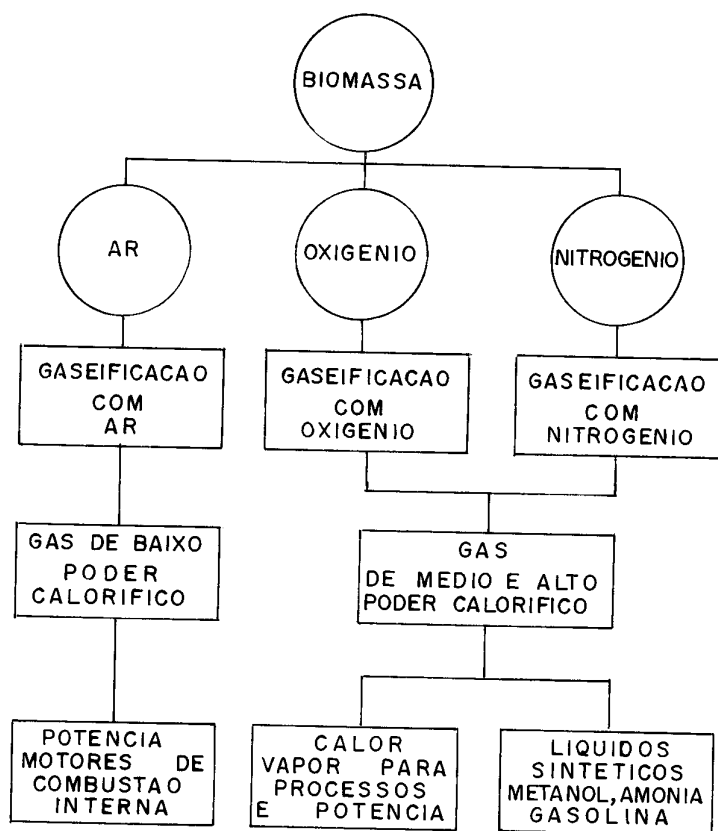 BIOMASSA
AR
OXIGENIO
NITROGENIO
GASEIFICACAO
COM
AR
GASEIFICACAO
COM
OXIGENIO
GASEIFICACAO
COM
NITROGENIO
GAS DE BAIXO
PODER
CALORIFICO
GAS
DE MEDIO E ALTO
PODER CALORIFICO
POTENCIA
MOTORES DE
COMBUSTAO
INTERNA
CALOR
VAPOR PARA
PROCESSOS
E POTENCIA
LIQUIDOS
SINTETICOS
METANOL, AMONIA
GASOLINA